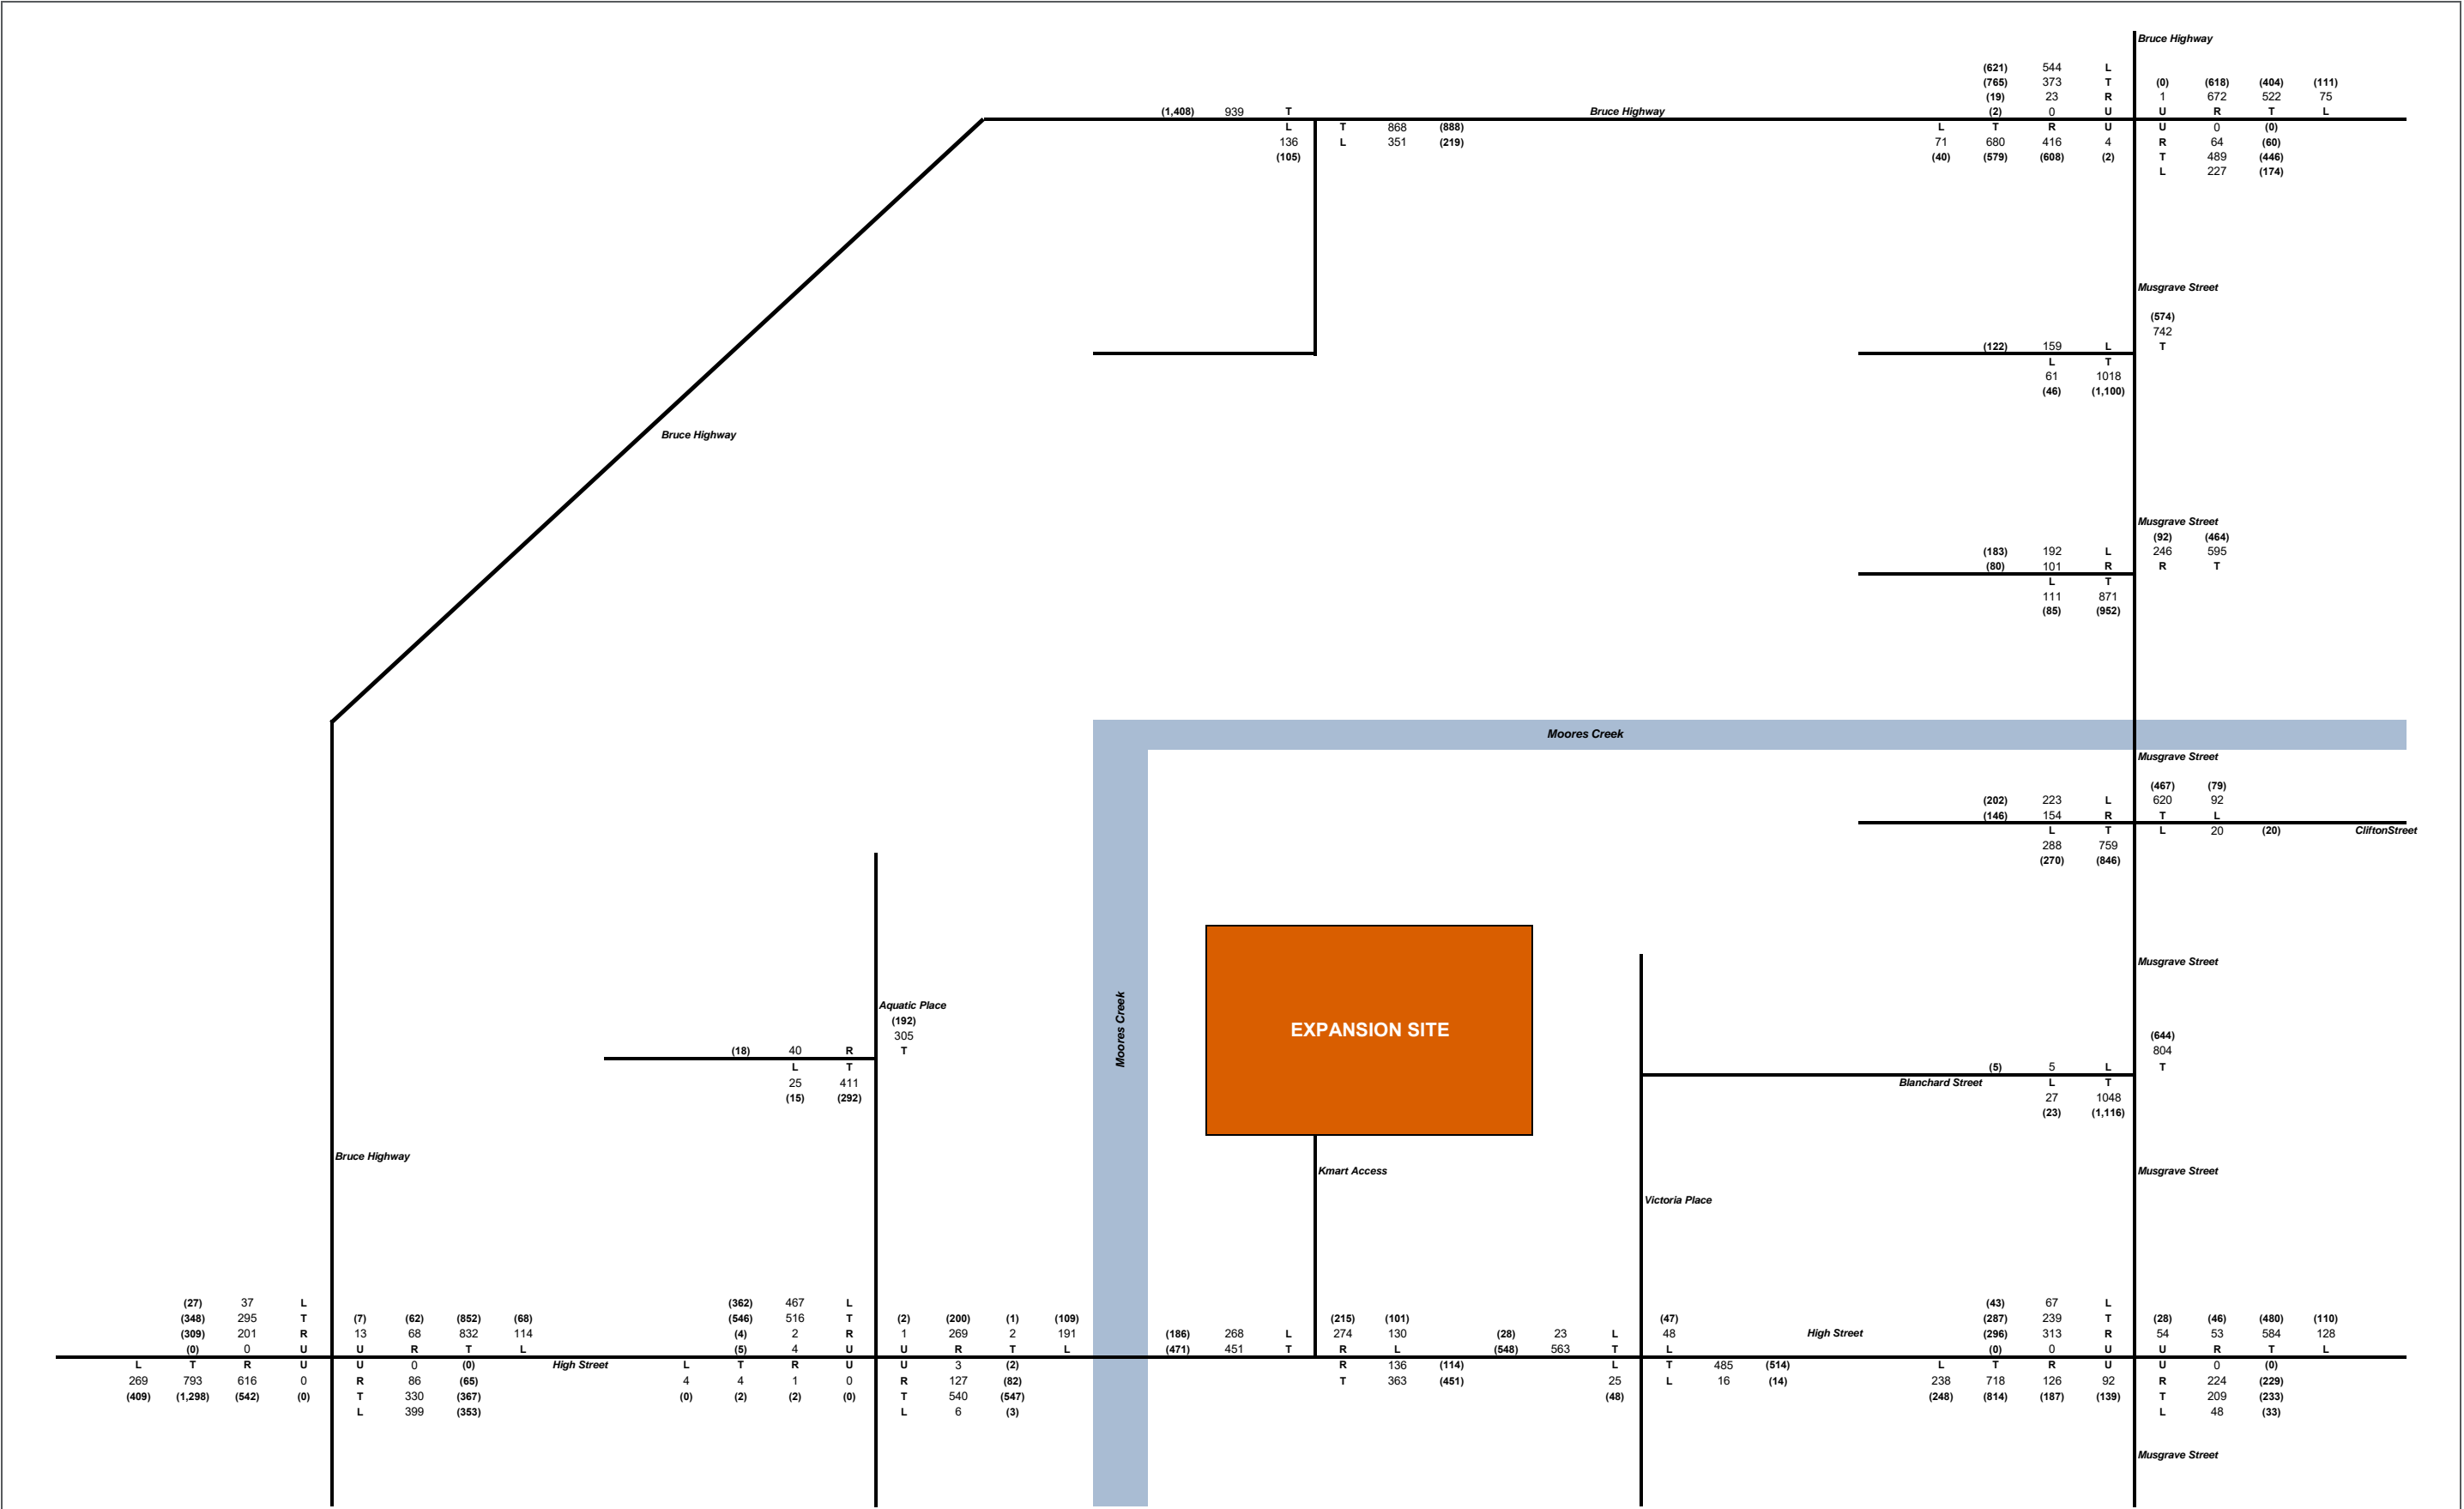 Bruce Highway
(621) 544 L
(765) 373 T (0) (618) (404) (111)
(19) 23 R 1 672 522 75
(1,408) 939 T Bruce Highway (2) 0 U U R T L
L T 868 (888) L T R U U 0 (0)
136 L 351 (219) 71 680 416 4 R 64 (60)
(105) (40) (579) (608) (2) T 489 (446)
L 227 (174)
Musgrave Street
(574)
742
(122) 159 L T
L T
61 1018
(46) (1,100)
Bruce Highway
Musgrave Street
(92) (464)
(183) 192 L 246 595
(80) 101 R R T
L T
111 871
(85) (952)
Moores Creek
Musgrave Street
(467) (79)
(202) 223 L 620 92
(146) 154 R T L
L T L 20 (20) CliftonStreet
288 759
(270) (846)
Musgrave Street
Aquatic Place
(192)
305
(18) 40 R T
L T
25 411
(15) (292)
Moores Creek
EXPANSION SITE
(644)
804
(5) 5 L T
Blanchard Street L T
27 1048
(23) (1,116)
Bruce Highway
Kmart Access
Musgrave Street
Victoria Place
(27) 37 L (362) 467 L (43) 67 L
(348) 295 T (7) (62) (852) (68) (546) 516 T (2) (200) (1) (109) (215) (101) (47) (287) 239 T (28) (46) (480) (110)
(309) 201 R 13 68 832 114 (4) 2 R 1 269 2 191 (186) 268 L 274 130 (28) 23 L 48 High Street (296) 313 R 54 53 584 128
(0) 0 U U R T L (5) 4 U U R T L (471) 451 T R L (548) 563 T L (0) 0 U U R T L
L T R U U 0 (0) High Street L T R U U 3 (2) R 136 (114) L T 485 (514) L T R U U 0 (0)
269 793 616 0 R 86 (65) 4 4 1 0 R 127 (82) T 363 (451) 25 L 16 (14) 238 718 126 92 R 224 (229)
(409) (1,298) (542) (0) T 330 (367) (0) (2) (2) (0) T 540 (547) (48) (248) (814) (187) (139) T 209 (233)
L 399 (353) L 6 (3) L 48 (33)
Musgrave Street